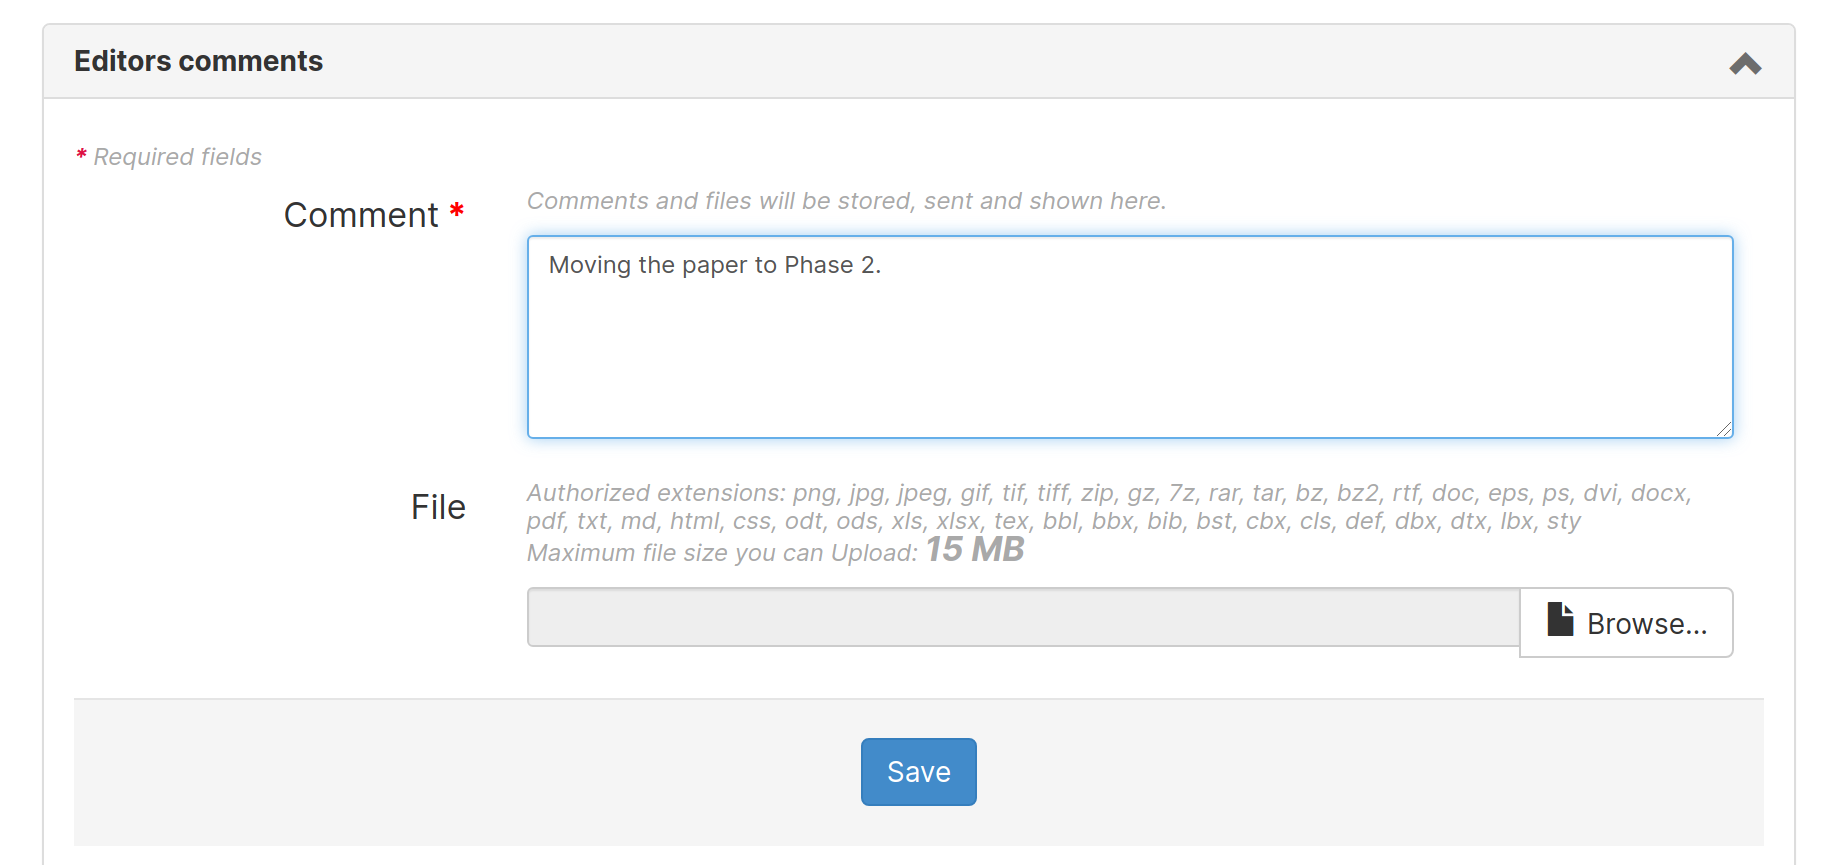 Editors comments
* Required fields
Comment *
Comments and files will be stored, sent and shown here.
Moving the paper to Phase 2.
File
Authorized extensions: png, jpg, jpeg, gif, tif, tiff, zip, gz, 7z, rar, tar, bz, bz2, rtf, doc, eps, ps, dvi, docx,
pdf, txt, md, html, css, odt, ods, xls, xlsx, tex, bbl, bbx, bib, bst, cbx, cls, def, dbx, dtx, lbx, sty
Maximum file size you can Upload: 15 MB
Browse...
Save